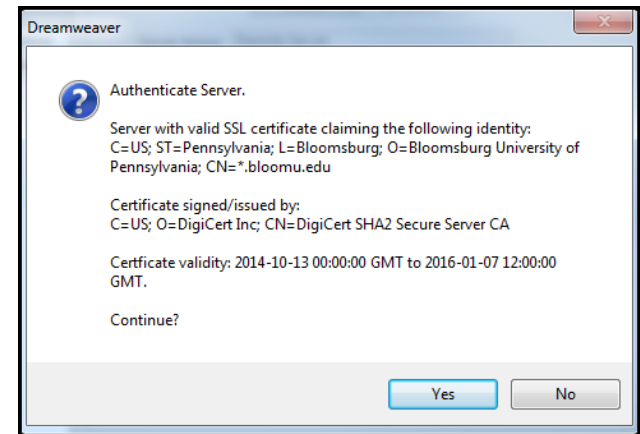 Dreamweaver
Authenticate Server.
Server with valid SSL certificate claiming the following identity:
C=US; ST=Pennsylvania; L=Bloomsburg; O=Bloomsburg University of
Pennsylvania; CN=*.bloomu.edu
Certificate signed/issued by:
C=US; O=DigiCert Inc; CN=DigiCert SHA2 Secure Server CA
Certficate validity: 2014-10-13 00:00:00 GMT to 2016-01-07 12:00:00
GMT.
Continue?
Yes
No